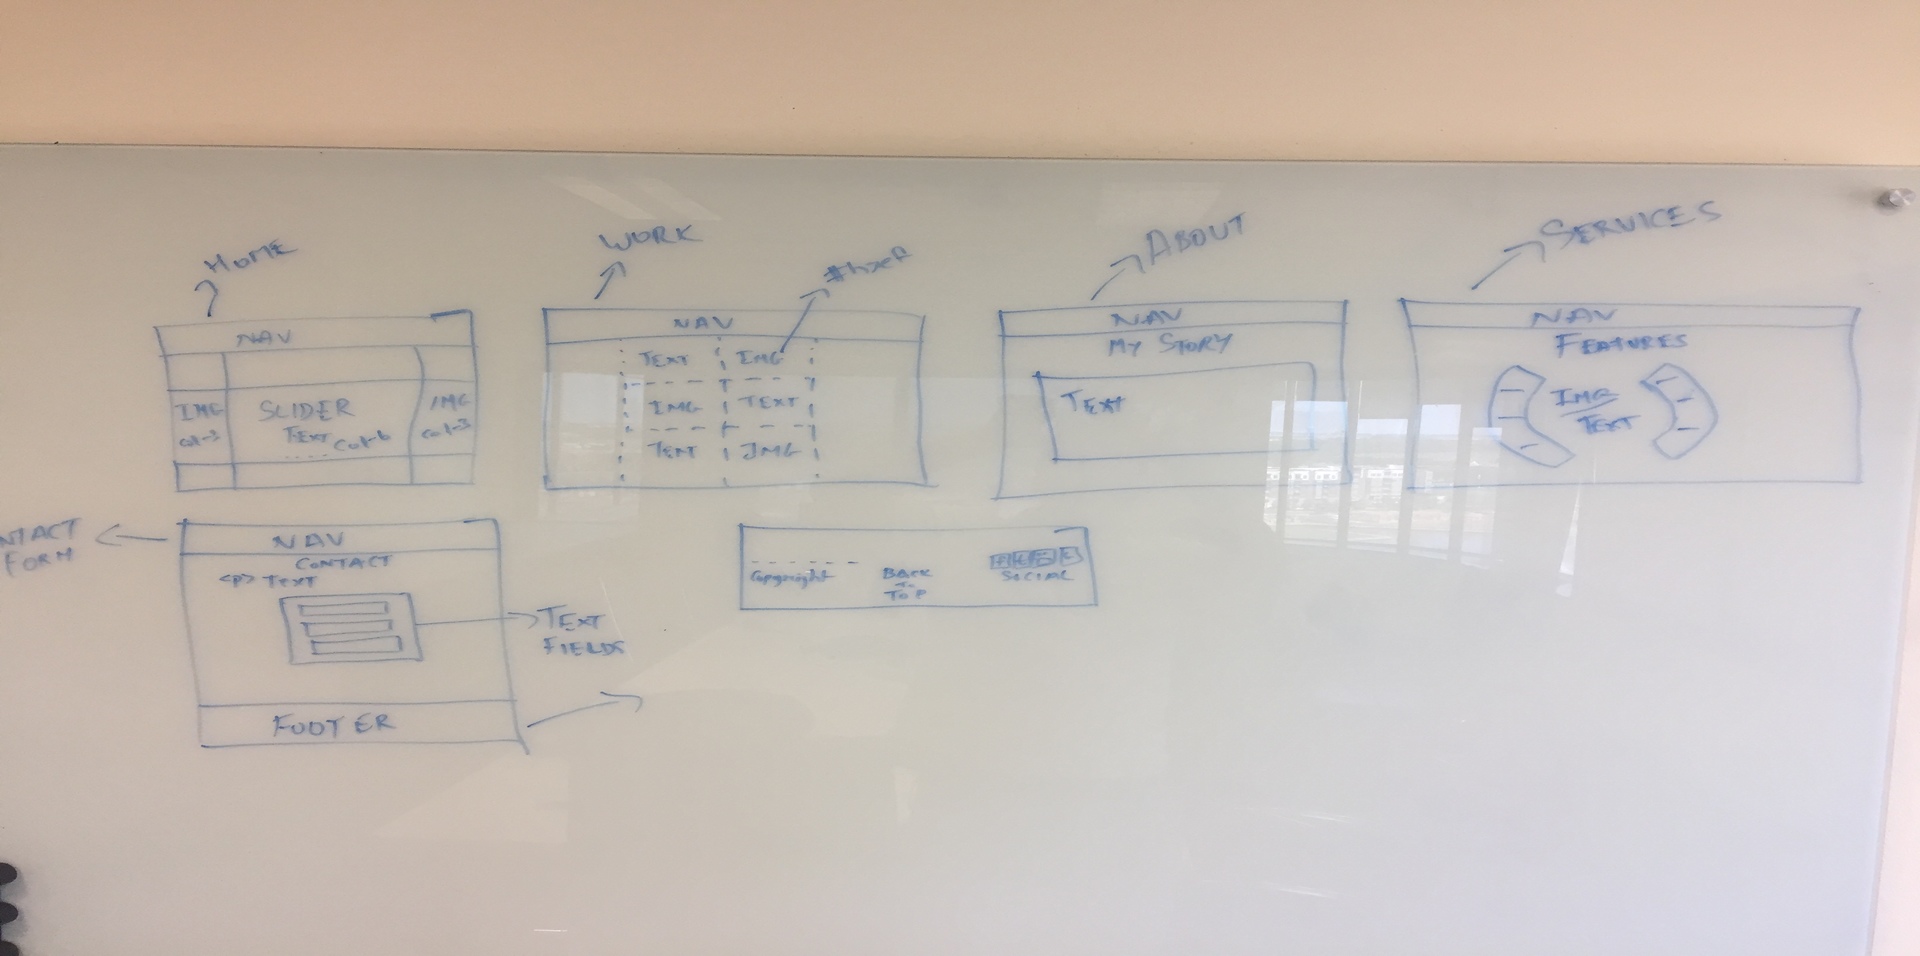 HOME
NAV
IMG
col-3
SLIDER
TEXT col-6
....
IMG
col-3
WORK
#href
NAV
TEXT IMG
IMG TEXT
TEXT IMG
ABOUT
NAV
MY STORY
TEXT
SERVICES
NAV
FEATURES
IMG
TEXT
NTACT
FORM
NAV
CONTACT
<p> TEXT
TEXT
FIELDS
FOOTER
Copyright
BACK
TO
TOP
SOCIAL